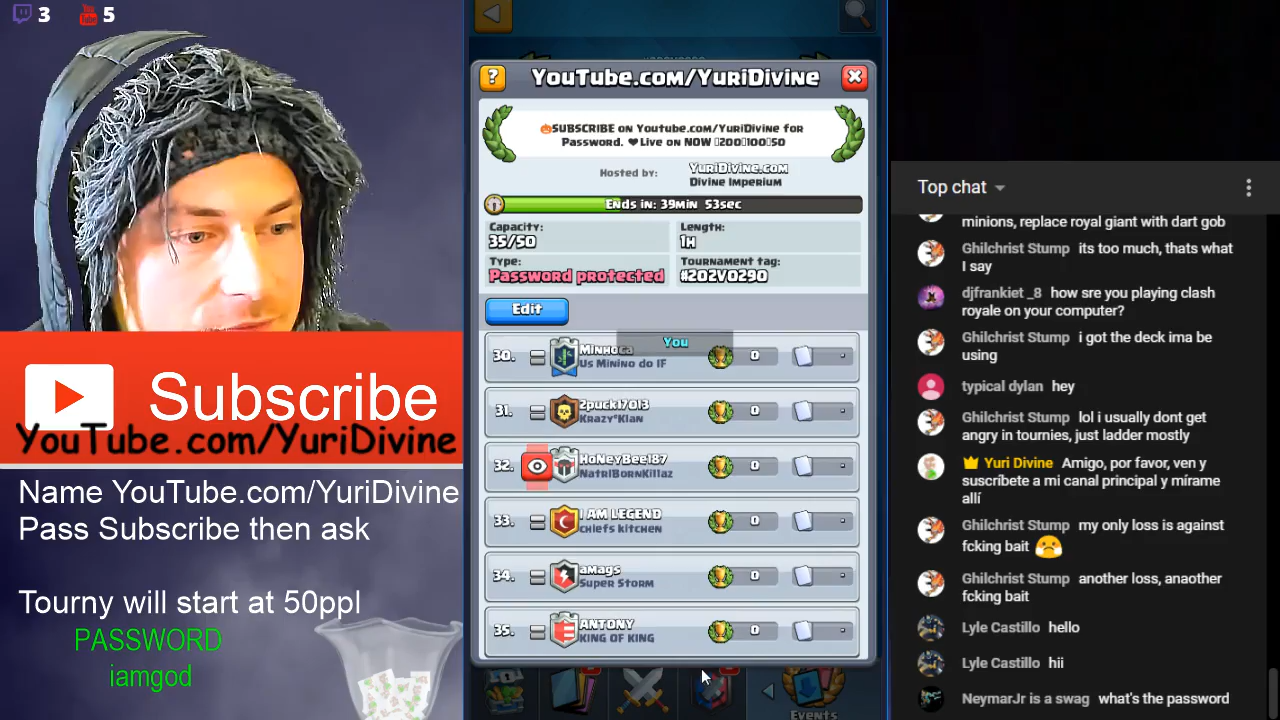 3
5
Subscribe
YouTube.com/YuriDivine
Name YouTube.com/YuriDivine
Pass Subscribe then ask
Tourny will start at 50ppl
PASSWORD
iamgod
?
YouTube.com/YuriDivine
🎃SUBSCRIBE on Youtube.com/YuriDivine for
Password. ❤Live on NOW ▯200▯100▯50
Hosted by:
YuriDivine.com
Divine Imperium
Ends in: 39min 53sec
Capacity:
35/50
Length:
1H
Type:
Password protected
Tournament tag:
#202VO290
Edit
You
30. Minhoca 0 -
Us Minino do IF
31. 2puck17013 0 -
Krazy*Klan
32. HoNeyBee187 0 -
NatrlBornKillaz
33. I AM LEGEND 0 -
Chiefs kitchen
34. aMags 0 -
Super Storm
35. ANTONY 0 -
KING OF KING
Events
Top chat
minions, replace royal giant with dart gob
Ghilchrist Stump its too much, thats what
I say
djfrankiet _8 how sre you playing clash
royale on your computer?
Ghilchrist Stump i got the deck ima be
using
typical dylan hey
Ghilchrist Stump lol i usually dont get
angry in tournies, just ladder mostly
Yuri Divine Amigo, por favor, ven y
suscríbete a mi canal principal y mírame
allí
Ghilchrist Stump my only loss is against
fcking bait 😤
Ghilchrist Stump another loss, anaother
fcking bait
Lyle Castillo hello
Lyle Castillo hii
NeymarJr is a swag what's the password